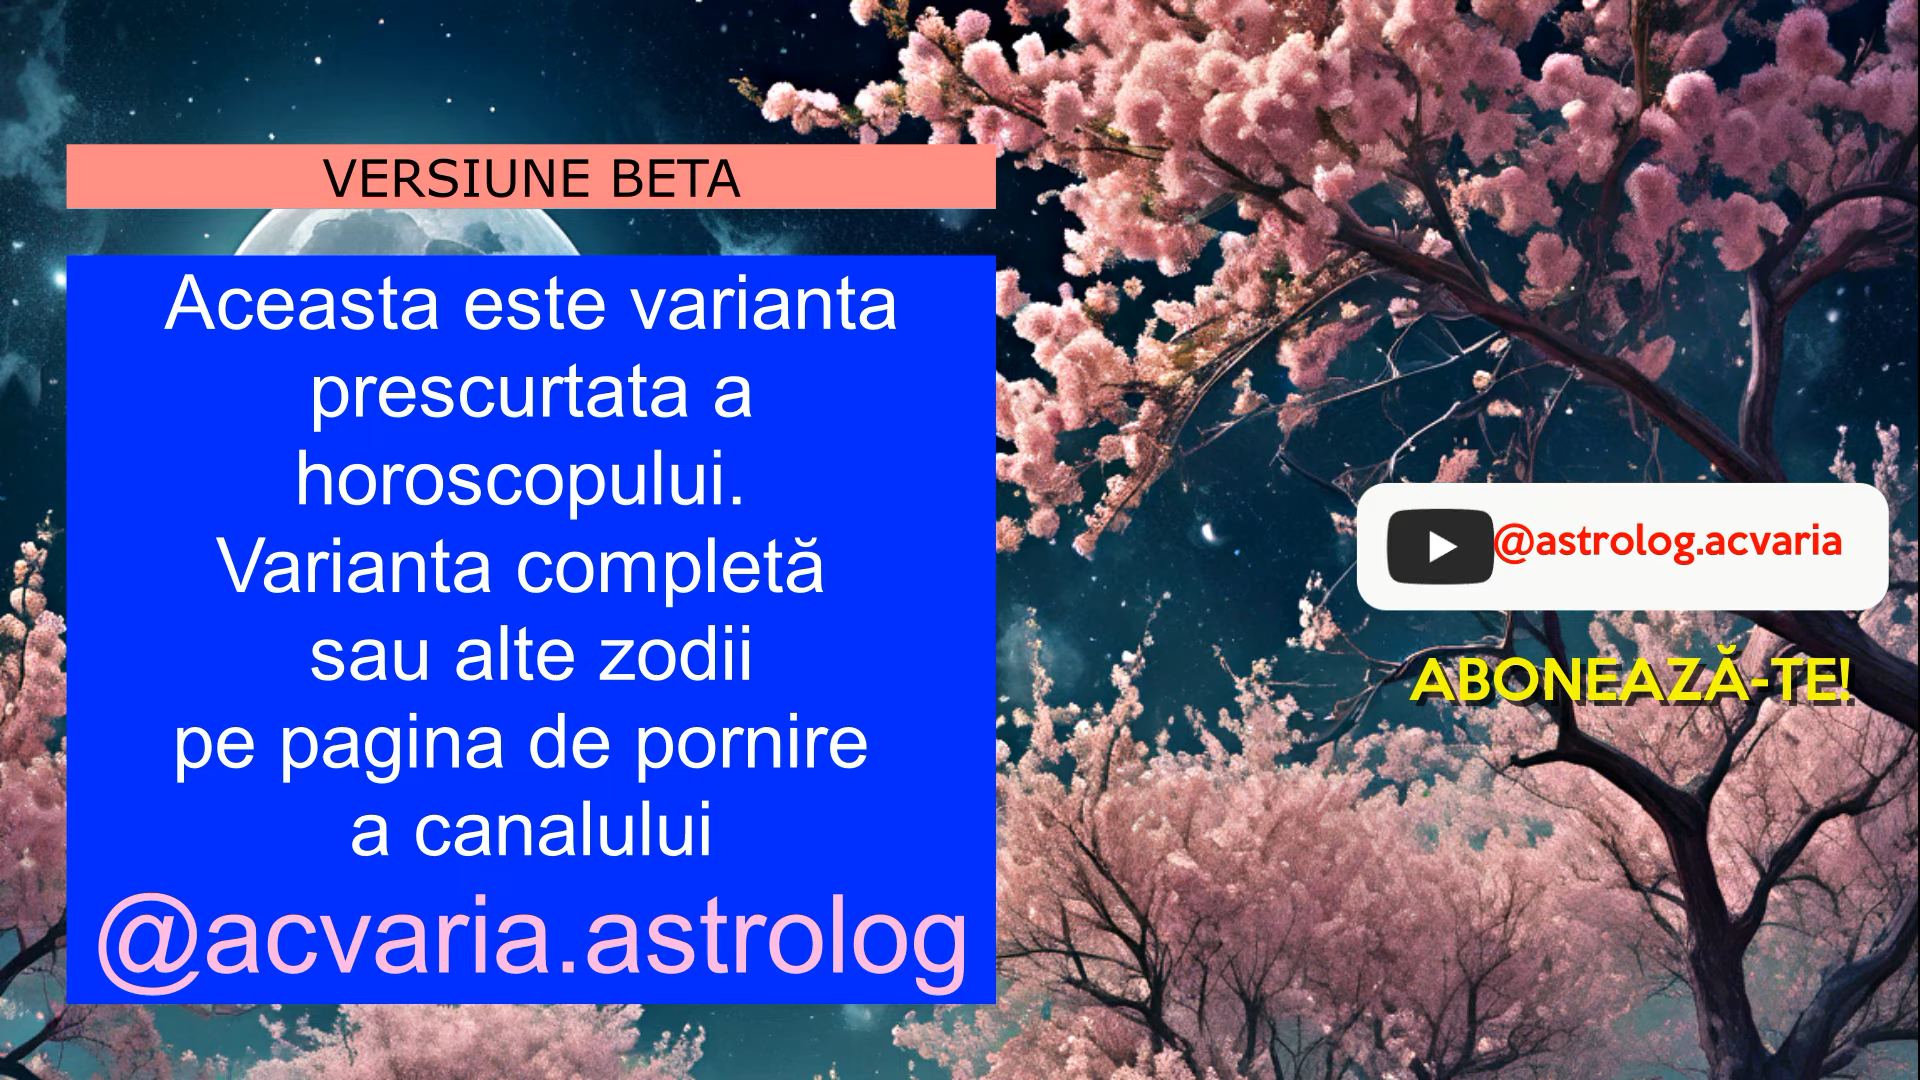 VERSIUNE BETA
Aceasta este varianta
prescurtata a
horoscopului.
Varianta completă
sau alte zodii
pe pagina de pornire
a canalului
@acvaria.astrolog
@astrolog.acvaria
ABONEAZĂ-TE!